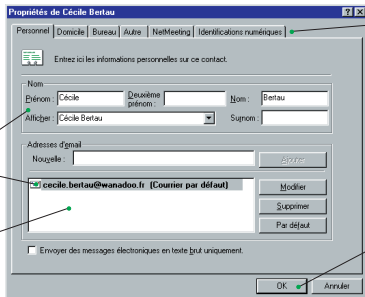 Propriétés de Cécile Bertau
Personnel Domicile Bureau Autre NetMeeting Identifications numériques
Entrez ici les informations personnelles sur ce contact.
Nom
Prénom : Cécile Deuxième prénom : Nom : Bertau
Afficher : Cécile Bertau Surnom :
Adresses d'email
Nouvelle : Ajouter
cecile.bertau@wanadoo.fr (Courrier par défaut)
Modifier
Supprimer
Par défaut
Envoyer des messages électroniques en texte brut uniquement.
OK Annuler